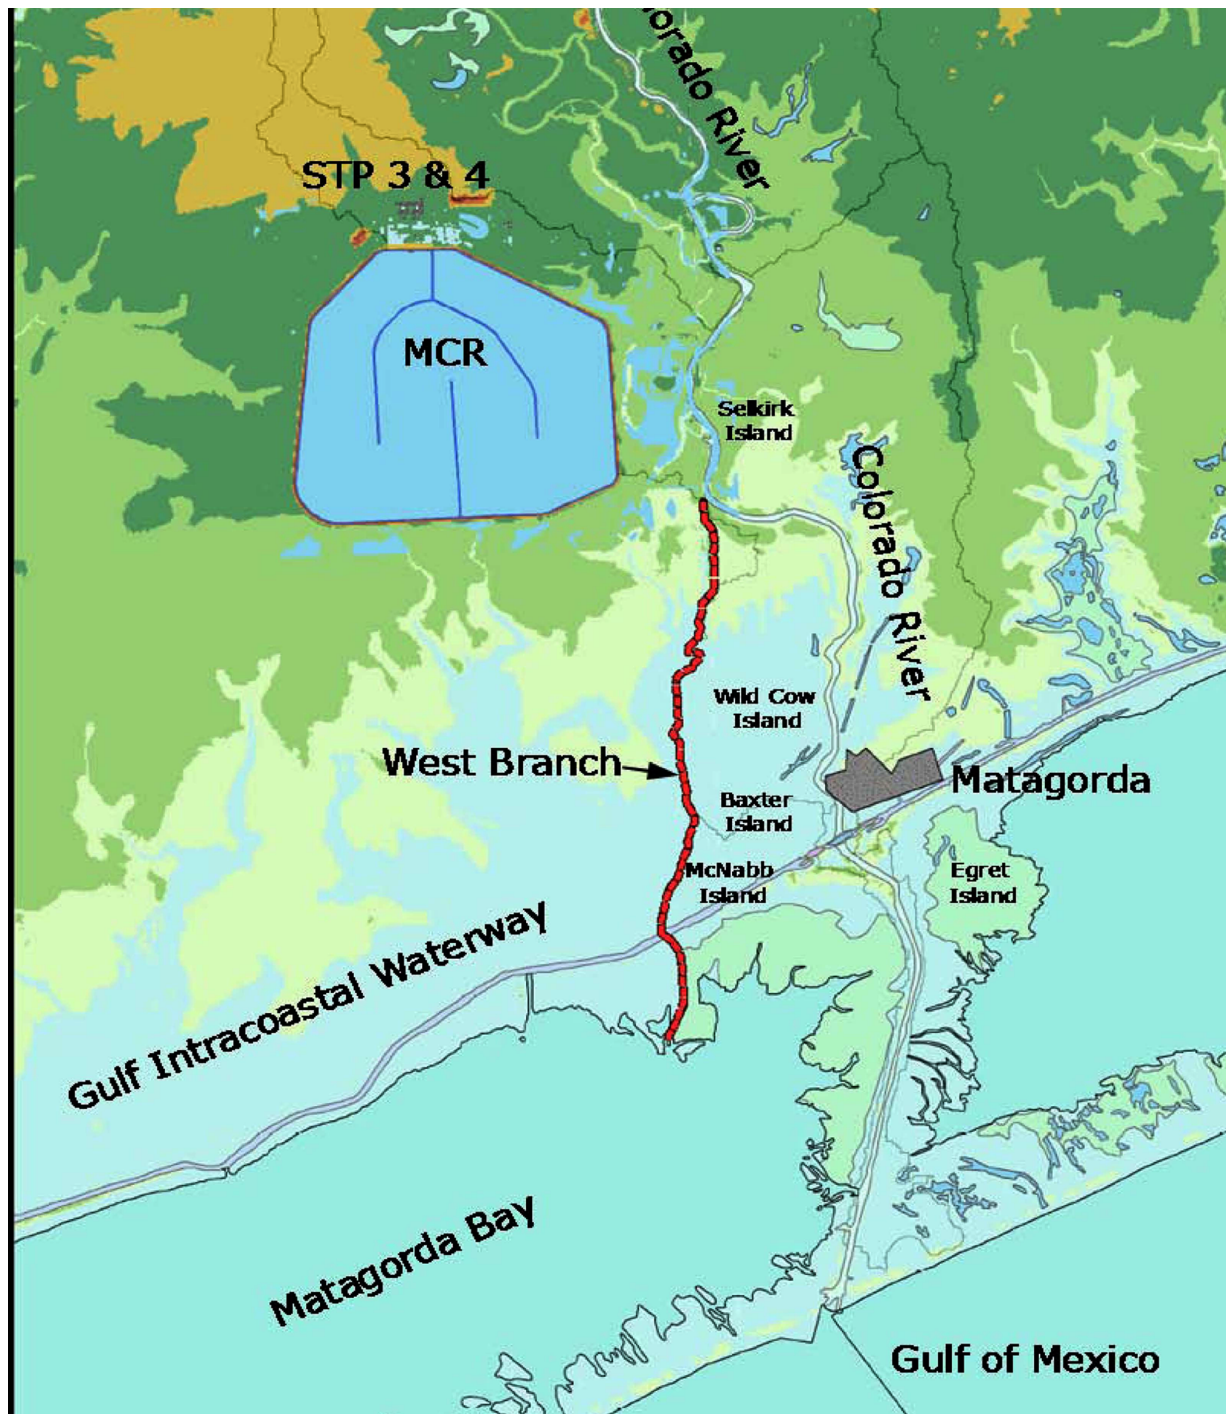 orado River
STP 3 & 4
MCR
Selkirk
Island
Colorado River
Wild Cow
Island
West Branch
Matagorda
Baxter
Island
McNabb
Island
Egret
Island
Gulf Intracoastal Waterway
Matagorda Bay
Gulf of Mexico